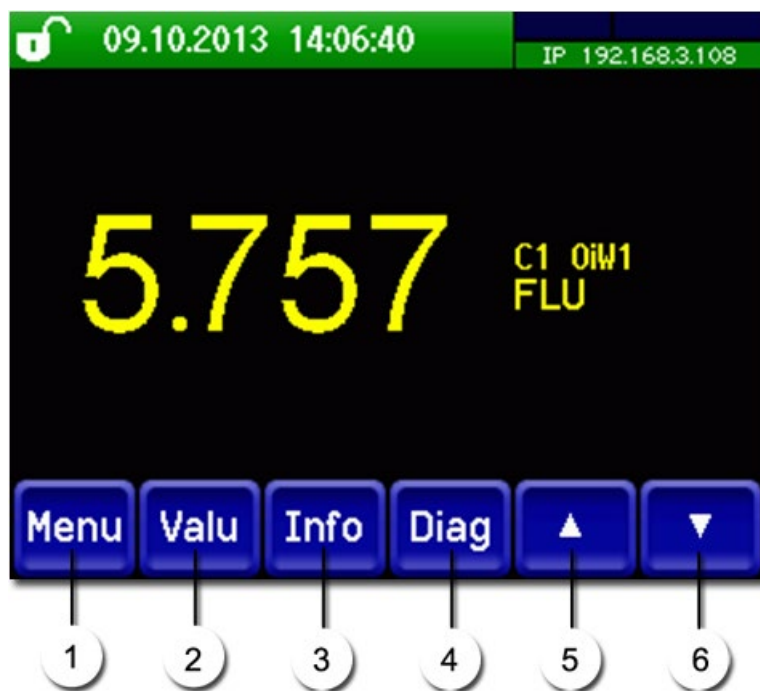 09.10.2013 14:06:40
IP 192.168.3.108
5.757
C1 OiW1
FLU
Menu Valu Info Diag ▲ ▼
1 2 3 4 5 6